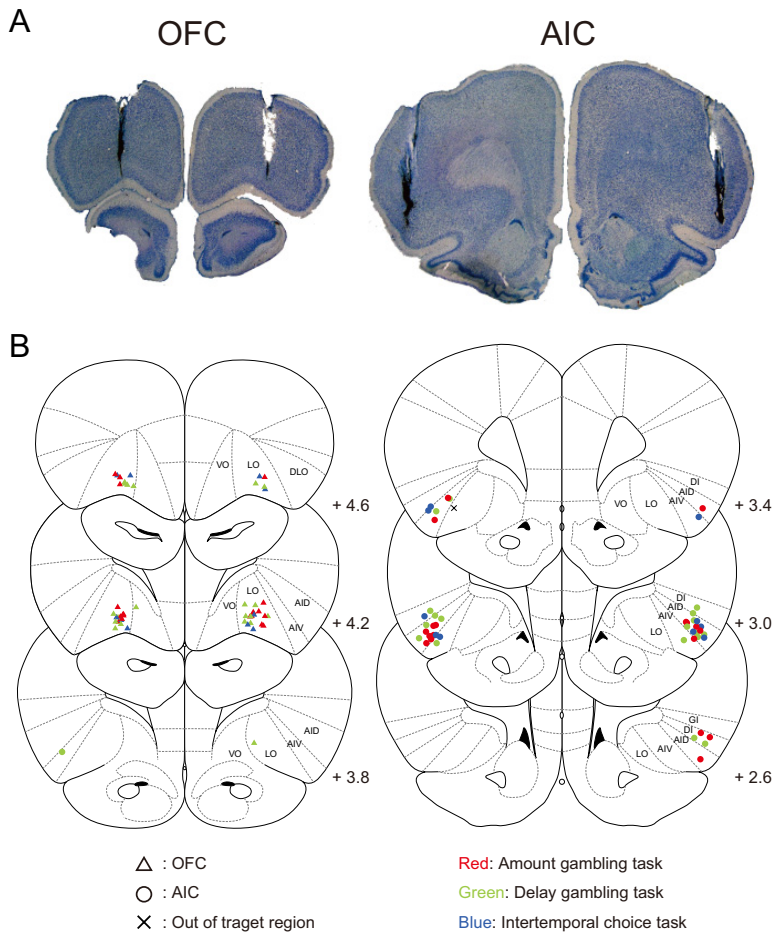 A
OFC
AIC
B
VO
LO
DLO
+ 4.6
VO
LO
AID
AIV
+ 4.2
VO
LO
AIV
AID
+ 3.8
VO
LO
AIV
AID
DI
+ 3.4
LO
AIV
AID
DI
+ 3.0
LO
AIV
AID
DI
GI
+ 2.6
: OFC
: AIC
: Out of traget region
Red: Amount gambling task
Green: Delay gambling task
Blue: Intertemporal choice task